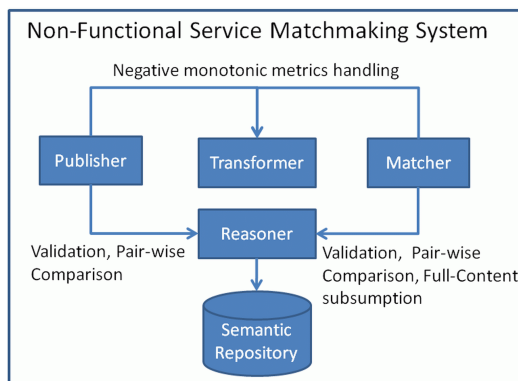 Non-Functional Service Matchmaking System
Negative monotonic metrics handling
Publisher
Transformer
Matcher
Reasoner
Validation, Pair-wise
Comparison
Validation,  Pair-wise
Comparison, Full-Content
subsumption
Semantic
Repository